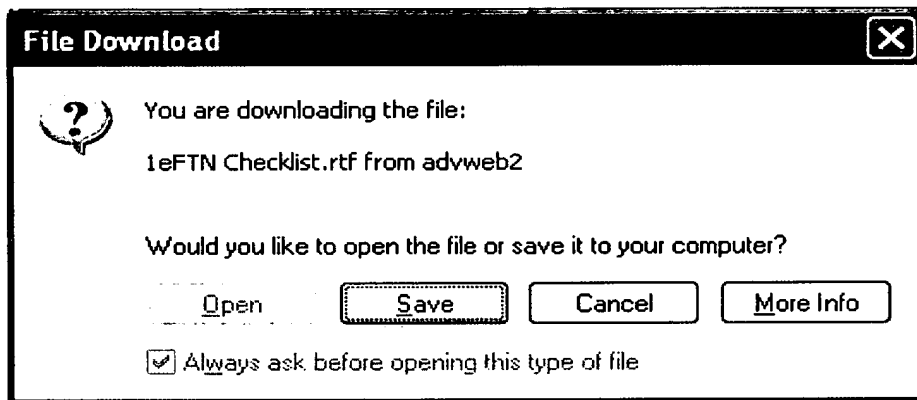 File Download
You are downloading the file:
1eFTN Checklist.rtf from advweb2
Would you like to open the file or save it to your computer?
Open Save Cancel More Info
Always ask before opening this type of file